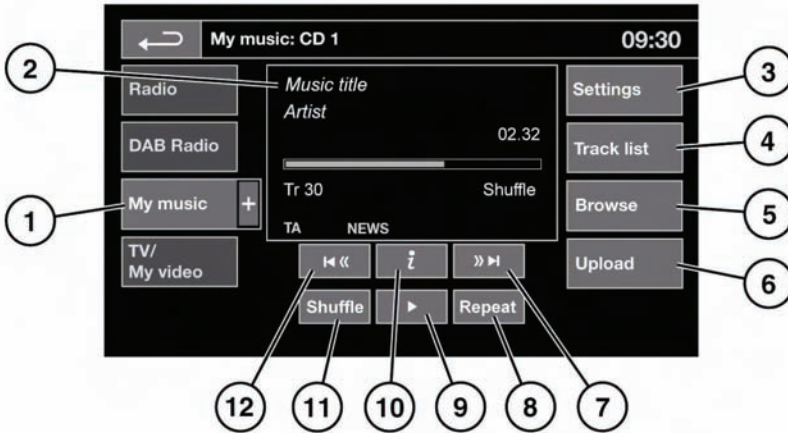 My music: CD 1
09:30
Radio
DAB Radio
My music +
TV/
My video
Music title
Artist
02.32
Tr 30
Shuffle
TA NEWS
Settings
Track list
Browse
Upload
i
Shuffle
Repeat
1
2
3
4
5
6
7
8
9
10
11
12